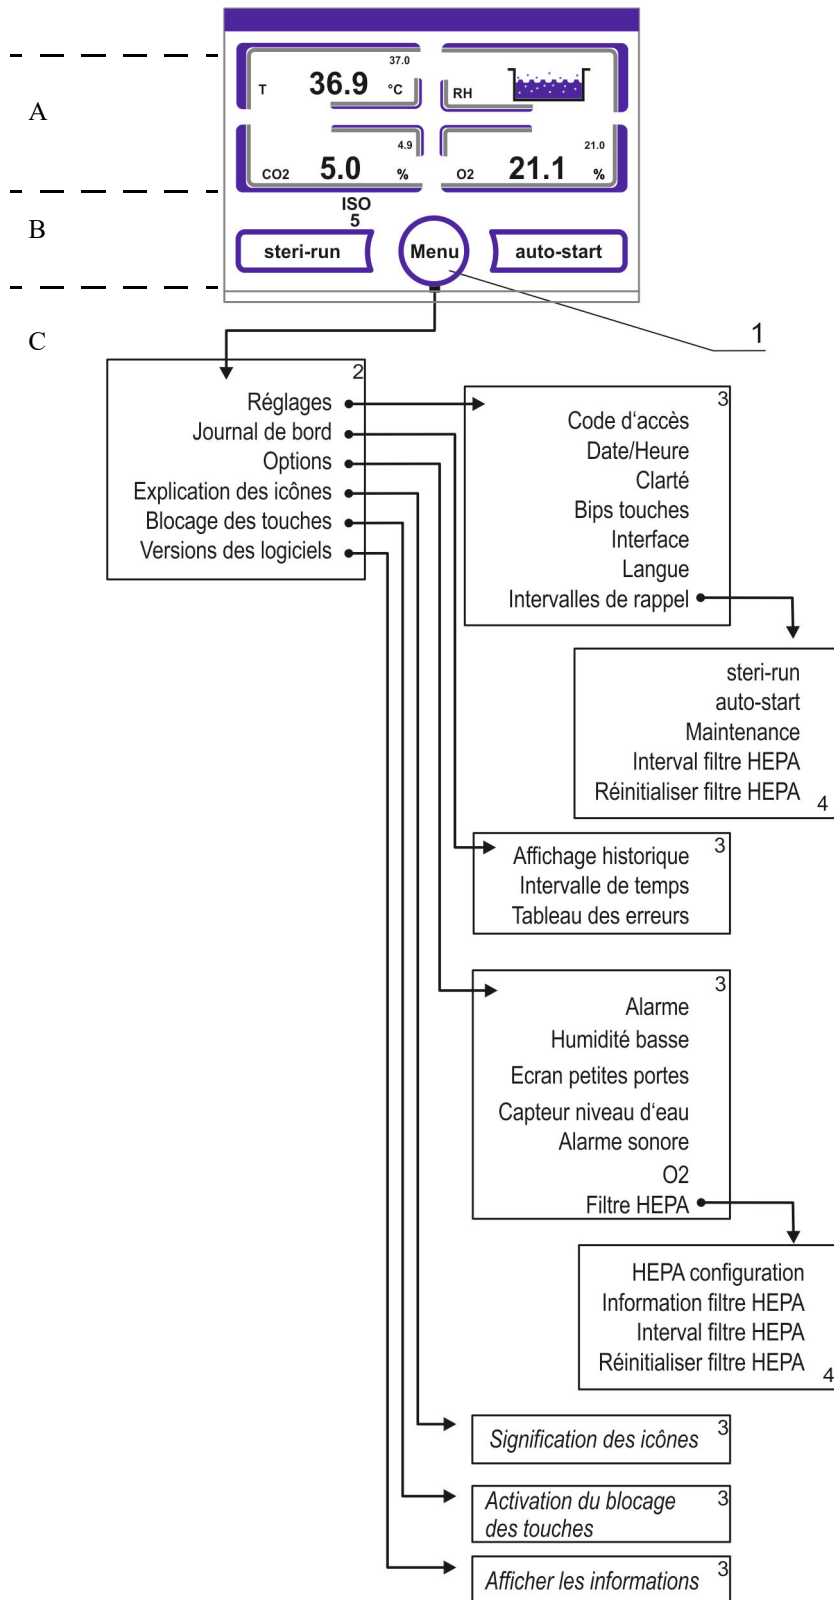 A
37.0
T 36.9 °C
RH
4.9
CO2 5.0 %
21.0
O2 21.1 %
B
ISO
5
steri-run
Menu
auto-start
1
C
2
Réglages
Journal de bord
Options
Explication des icônes
Blocage des touches
Versions des logiciels
3
Code d‘accès
Date/Heure
Clarté
Bips touches
Interface
Langue
Intervalles de rappel
steri-run
auto-start
Maintenance
Interval filtre HEPA
Réinitialiser filtre HEPA
4
3
Affichage historique
Intervalle de temps
Tableau des erreurs
3
Alarme
Humidité basse
Ecran petites portes
Capteur niveau d‘eau
Alarme sonore
O2
Filtre HEPA
HEPA configuration
Information filtre HEPA
Interval filtre HEPA
Réinitialiser filtre HEPA
4
3
Signification des icônes
3
Activation du blocage
des touches
3
Afficher les informations